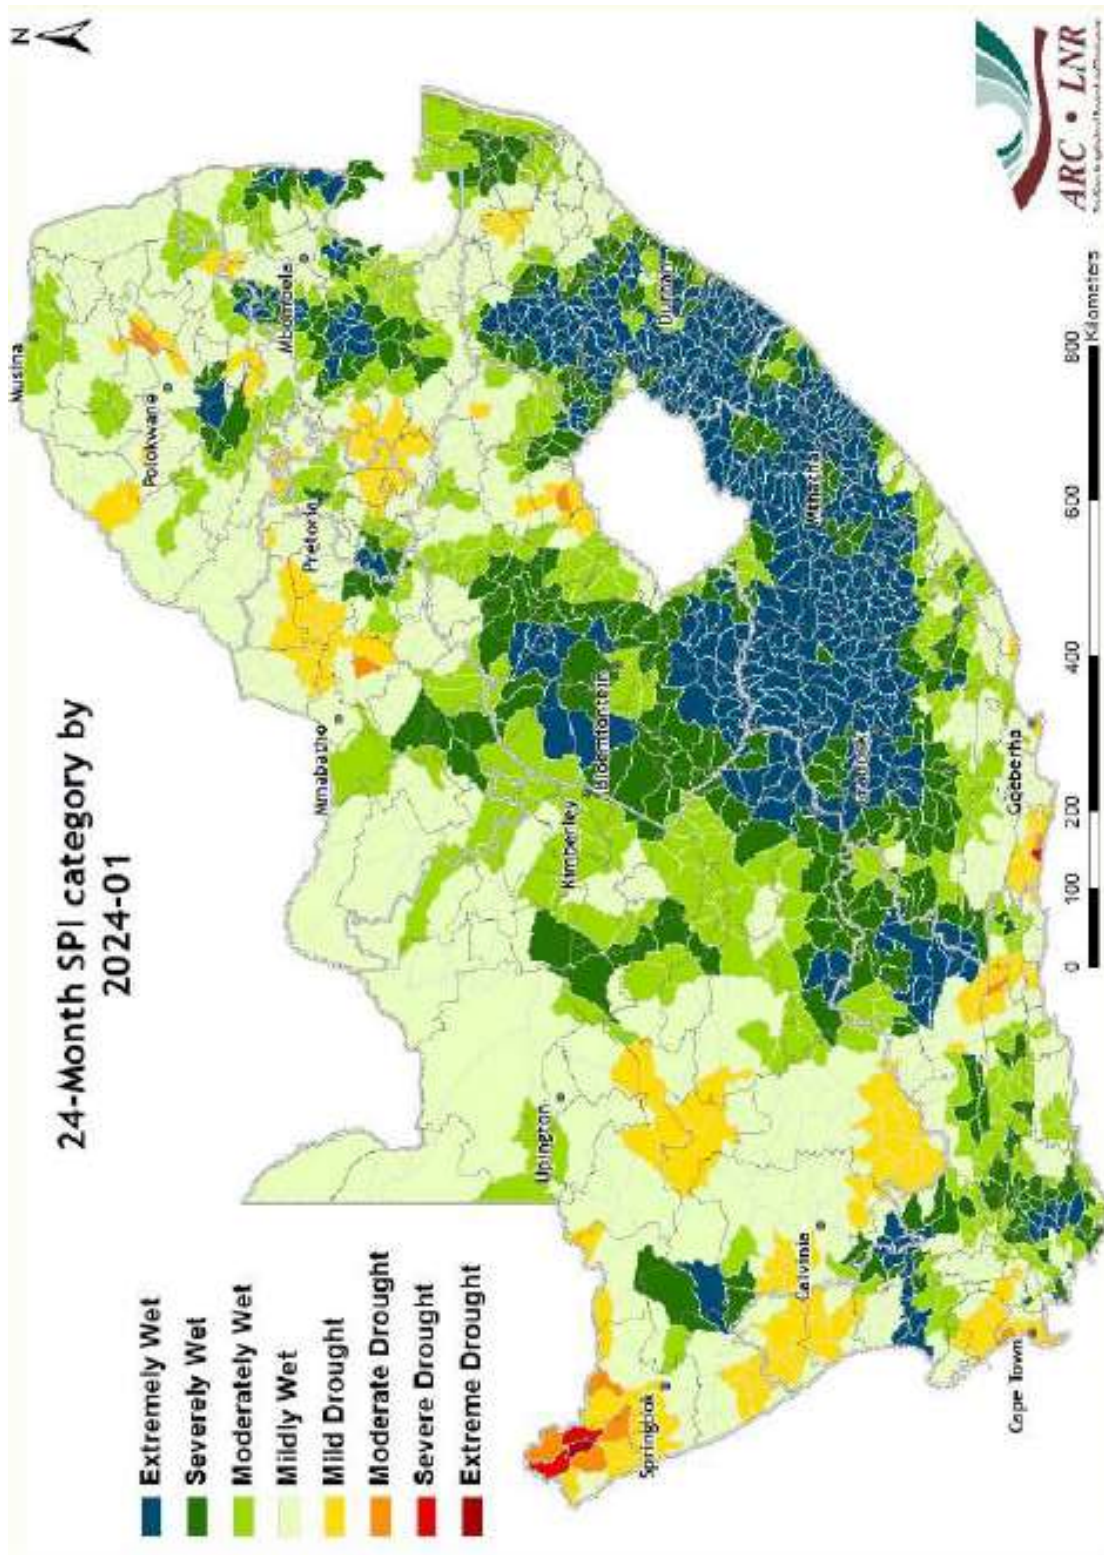 24-Month SPI category by
2024-01
N
Extremely Wet
Severely Wet
Moderately Wet
Mildly Wet
Mild Drought
Moderate Drought
Severe Drought
Extreme Drought
Musina
Polokwane
Mbombela
Pretoria
Mmabatho
Kimberley
Bloemfontein
Durban
Upington
Mthatha
Springbok
Calvinia
Gqeberha
Cape Town
0 100 200 400 600 800
Kilometers
ARC • LNR